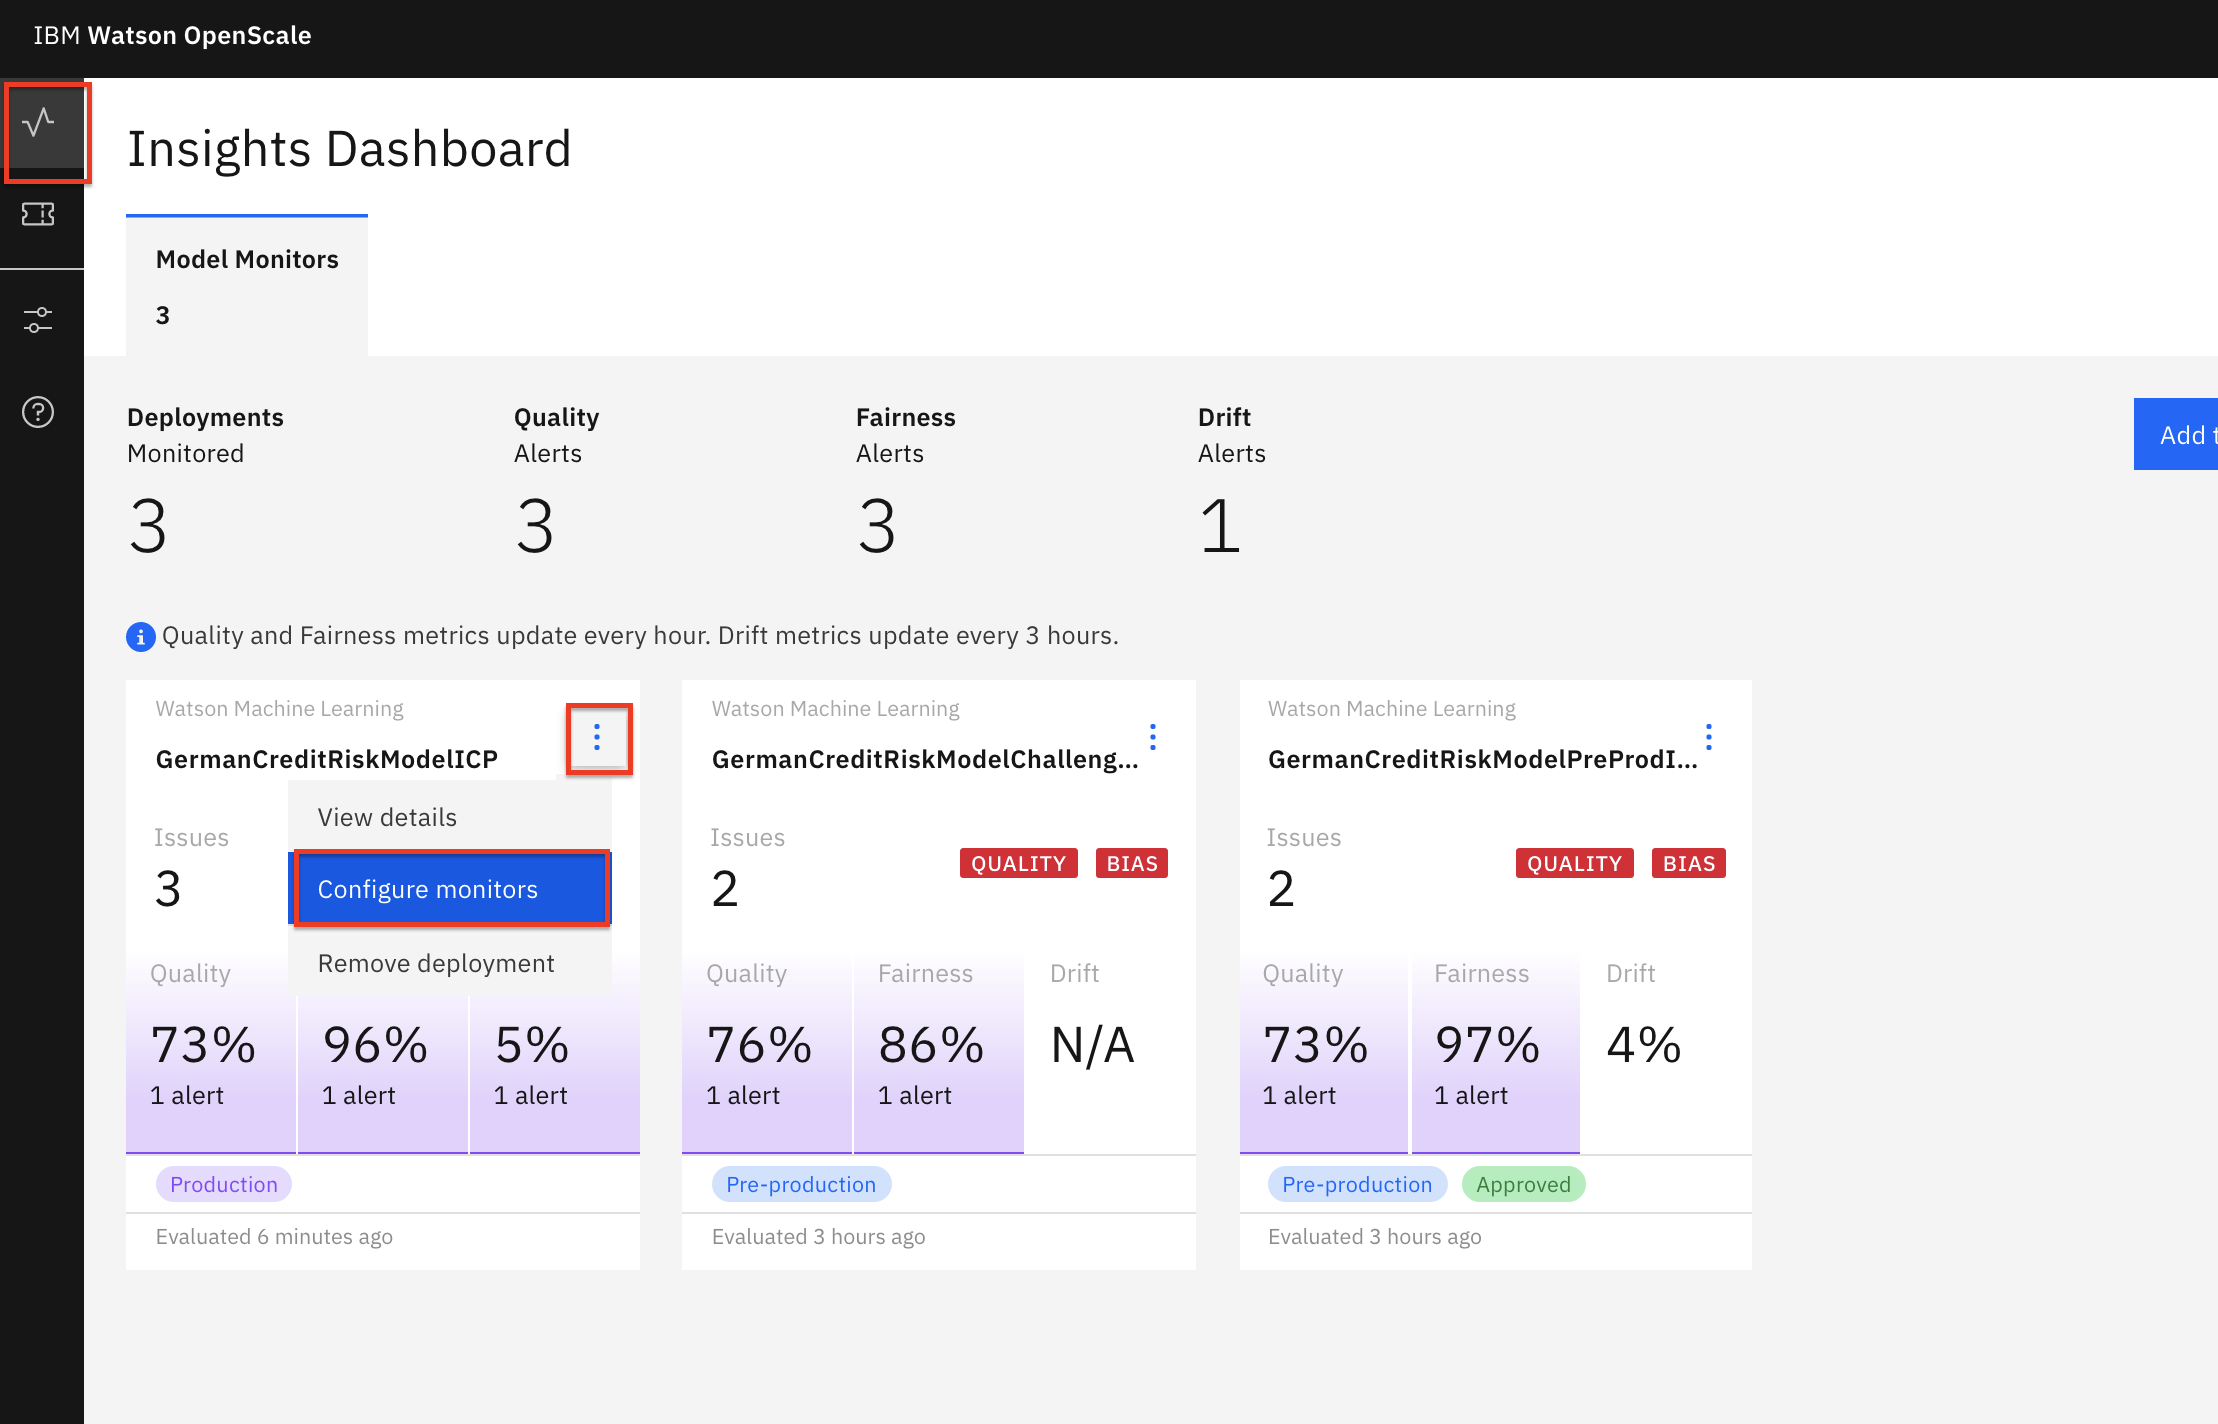 IBM Watson OpenScale
Insights Dashboard
Model Monitors
3
Deployments
Monitored
3
Quality
Alerts
3
Fairness
Alerts
3
Drift
Alerts
1
Add t
Quality and Fairness metrics update every hour. Drift metrics update every 3 hours.
Watson Machine Learning
GermanCreditRiskModelICP
View details
Configure monitors
Remove deployment
Issues
3
Quality
73%
1 alert
96%
1 alert
5%
1 alert
Production
Evaluated 6 minutes ago
Watson Machine Learning
GermanCreditRiskModelChalleng...
Issues
2
QUALITY BIAS
Quality
76%
1 alert
Fairness
86%
1 alert
Drift
N/A
Pre-production
Evaluated 3 hours ago
Watson Machine Learning
GermanCreditRiskModelPreProdI...
Issues
2
QUALITY BIAS
Quality
73%
1 alert
Fairness
97%
1 alert
Drift
4%
Pre-production Approved
Evaluated 3 hours ago